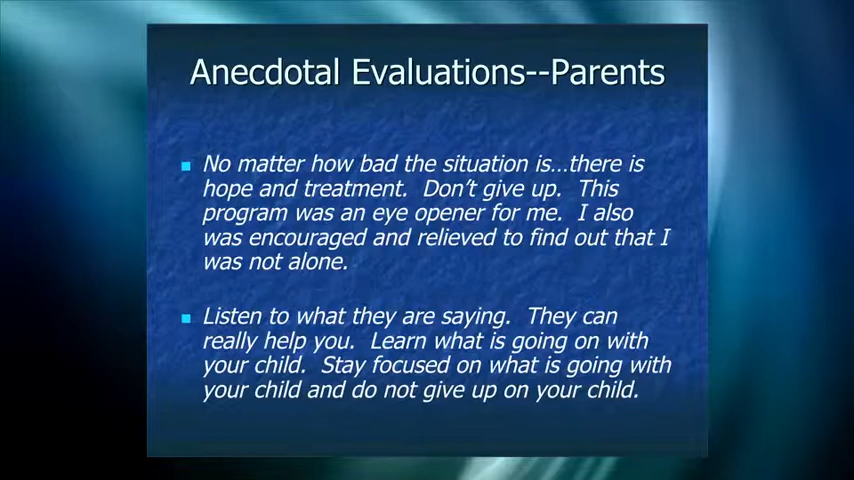 Anecdotal Evaluations--Parents
No matter how bad the situation is...there is
hope and treatment.  Don't give up.  This
program was an eye opener for me.  I also
was encouraged and relieved to find out that I
was not alone.
Listen to what they are saying.  They can
really help you.  Learn what is going on with
your child.  Stay focused on what is going with
your child and do not give up on your child.